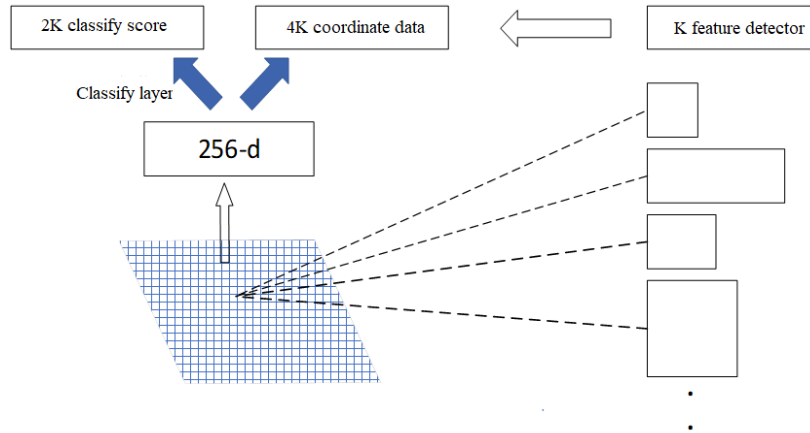 2K classify score
4K coordinate data
K feature detector
Classify layer
256-d